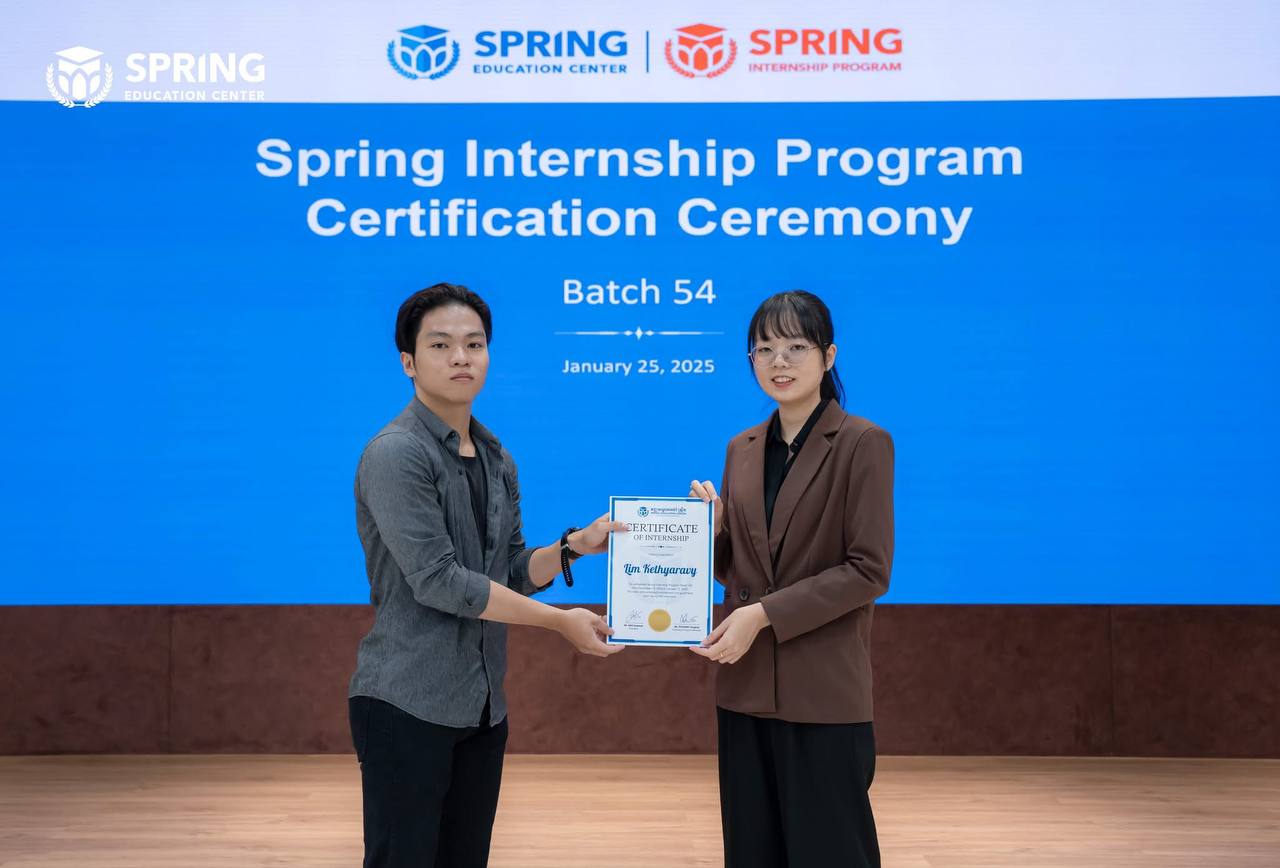 SPRING
EDUCATION CENTER
SPRING
EDUCATION CENTER
SPRING
INTERNSHIP PROGRAM
Spring Internship Program
Certification Ceremony
Batch 54
January 25, 2025
CERTIFICATE
OF INTERNSHIP
Lim Kethyaravy